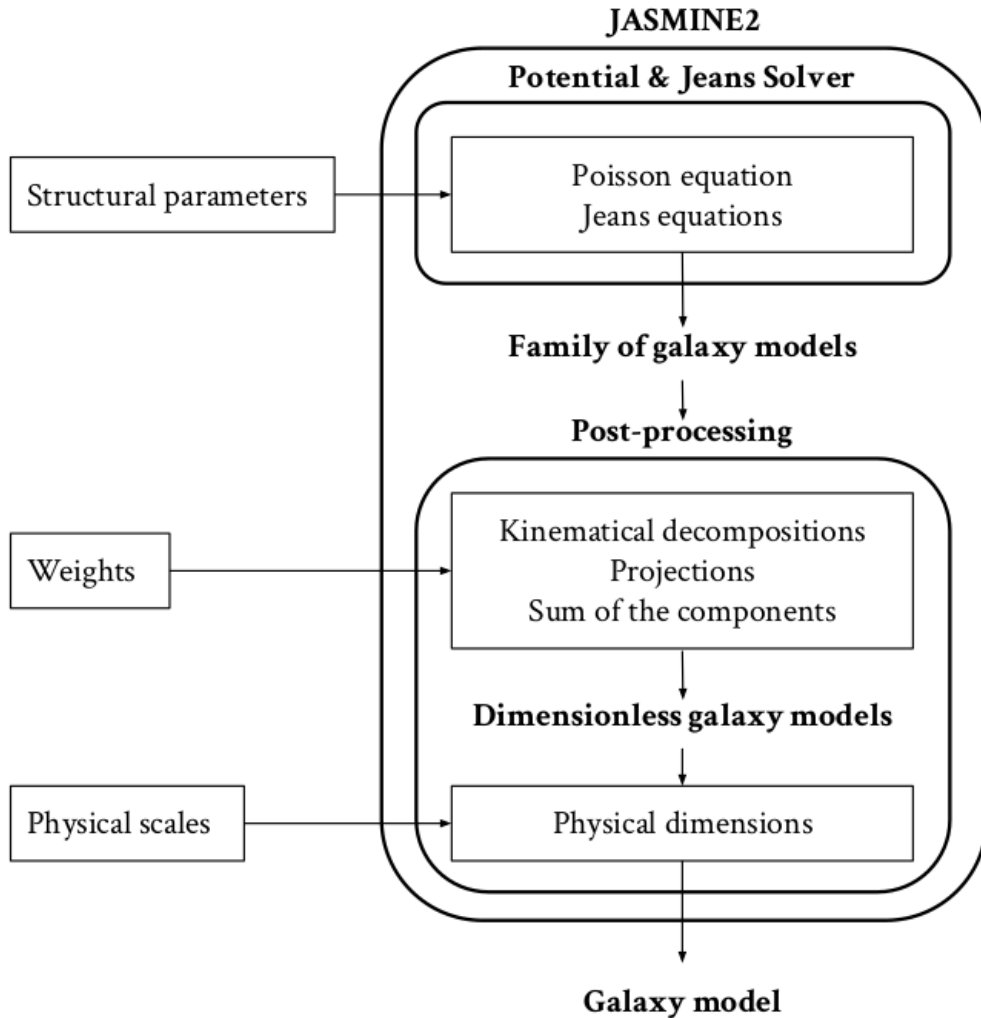 JASMINE2
Potential & Jeans Solver
Structural parameters
Poisson equation
Jeans equations
Family of galaxy models
Post-processing
Weights
Kinematical decompositions
Projections
Sum of the components
Dimensionless galaxy models
Physical scales
Physical dimensions
Galaxy model